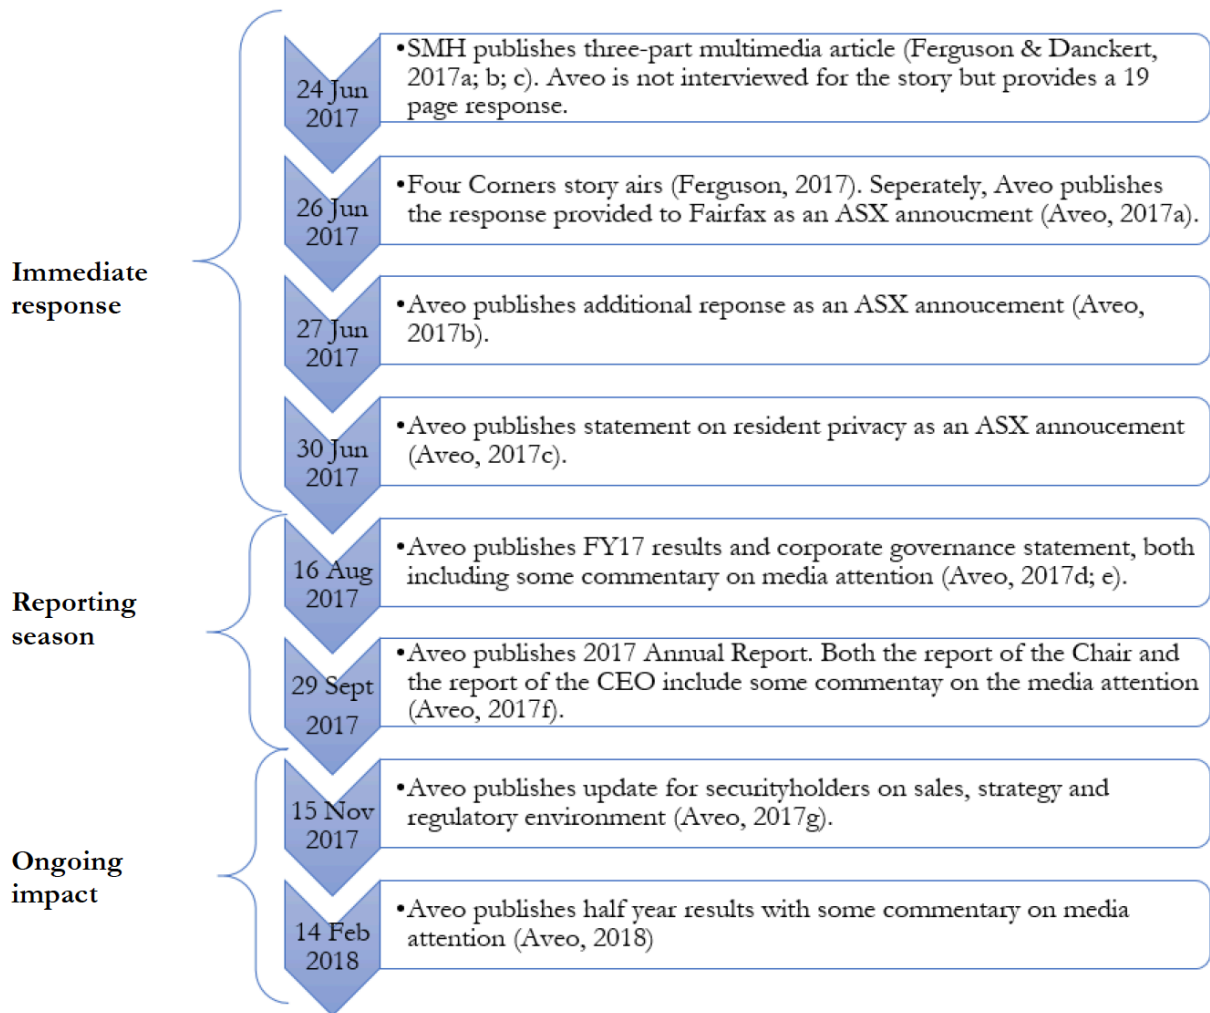 Immediate
response
24 Jun
2017
•SMH publishes three-part multimedia article (Ferguson & Danckert,
2017a; b; c). Aveo is not interviewed for the story but provides a 19
page response.
26 Jun
2017
•Four Corners story airs (Ferguson, 2017). Seperately, Aveo publishes
the response provided to Fairfax as an ASX annoucment (Aveo, 2017a).
27 Jun
2017
•Aveo publishes additional reponse as an ASX annoucement (Aveo,
2017b).
30 Jun
2017
•Aveo publishes statement on resident privacy as an ASX annoucement
(Aveo, 2017c).
Reporting
season
16 Aug
2017
•Aveo publishes FY17 results and corporate governance statement, both
including some commentary on media attention (Aveo, 2017d; e).
29 Sept
2017
•Aveo publishes 2017 Annual Report. Both the report of the Chair and
the report of the CEO include some commentay on the media attention
(Aveo, 2017f).
Ongoing
impact
15 Nov
2017
•Aveo publishes update for securityholders on sales, strategy and
regulatory environment (Aveo, 2017g).
14 Feb
2018
•Aveo publishes half year results with some commentary on media
attention (Aveo, 2018)